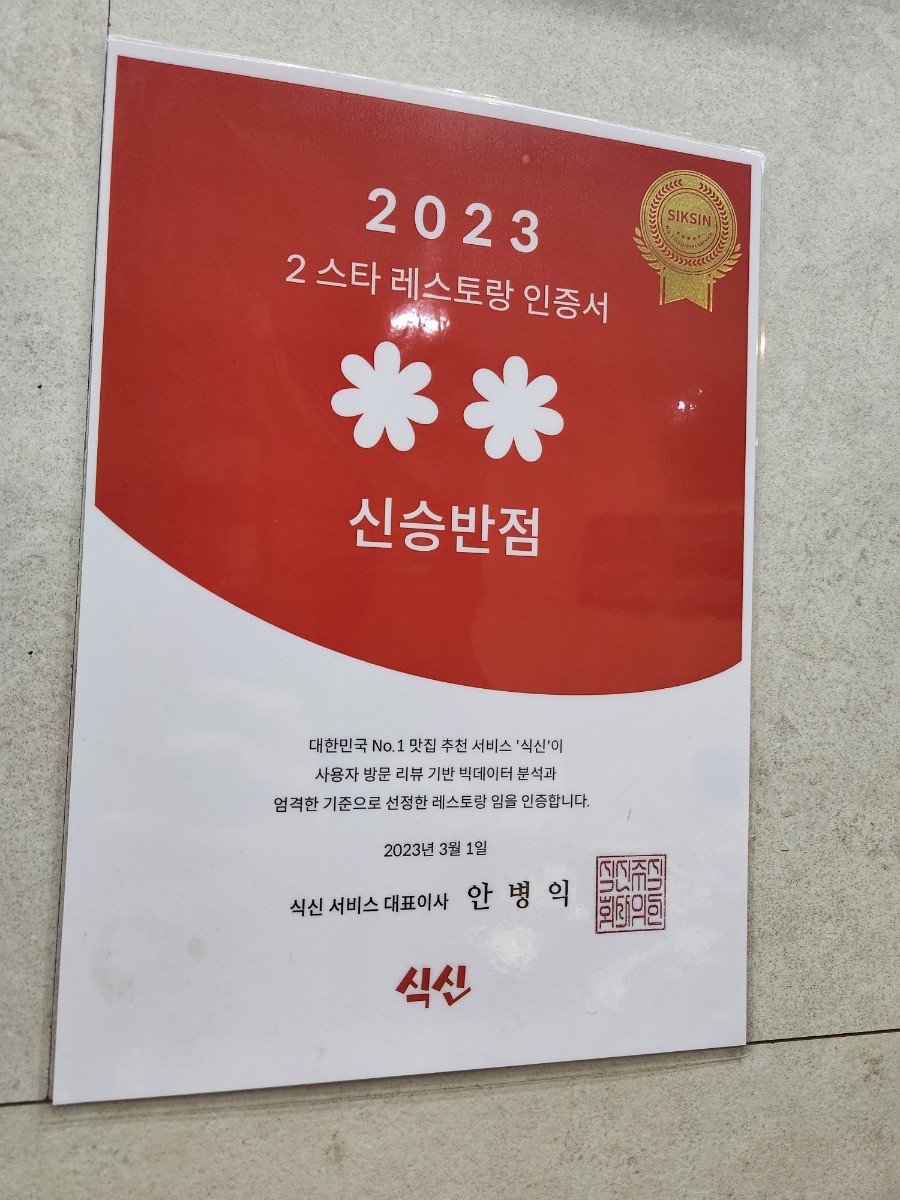 2023
SIKSIN
2 스타 레스토랑 인증서
신승반점
대한민국 No.1 맛집 추천 서비스 '식신'이
사용자 방문 리뷰 기반 빅데이터 분석과
엄격한 기준으로 선정한 레스토랑 임을 인증합니다.
2023년 3월 1일
식신 서비스 대표이사 안병익
식신